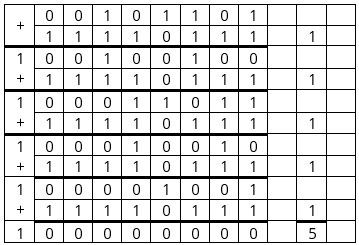 + 0 0 1 0 1 1 0 1
1 1 1 1 0 1 1 1 1
1 0 0 1 0 0 1 0 0
+ 1 1 1 1 0 1 1 1 1
1 0 0 0 1 1 0 1 1
+ 1 1 1 1 0 1 1 1 1
1 0 0 0 1 0 0 1 0
+ 1 1 1 1 0 1 1 1 1
1 0 0 0 0 1 0 0 1
+ 1 1 1 1 0 1 1 1 1
1 0 0 0 0 0 0 0 0 5